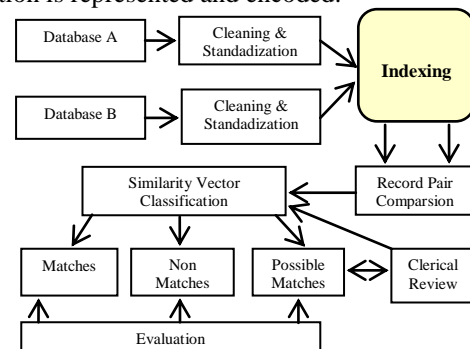 tion is represented and encoded.
Database A
Cleaning &
Standadization
Indexing
Database B
Cleaning &
Standadization
Similarity Vector
Classification
Record Pair
Comparsion
Matches
Non
Matches
Possible
Matches
Clerical
Review
Evaluation